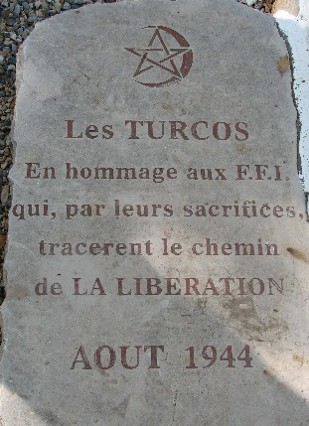 Les TURCOS
En hommage aux F.F.I.
qui, par leurs sacrifices,
tracerent le chemin
de LA LIBERATION
AOUT 1944